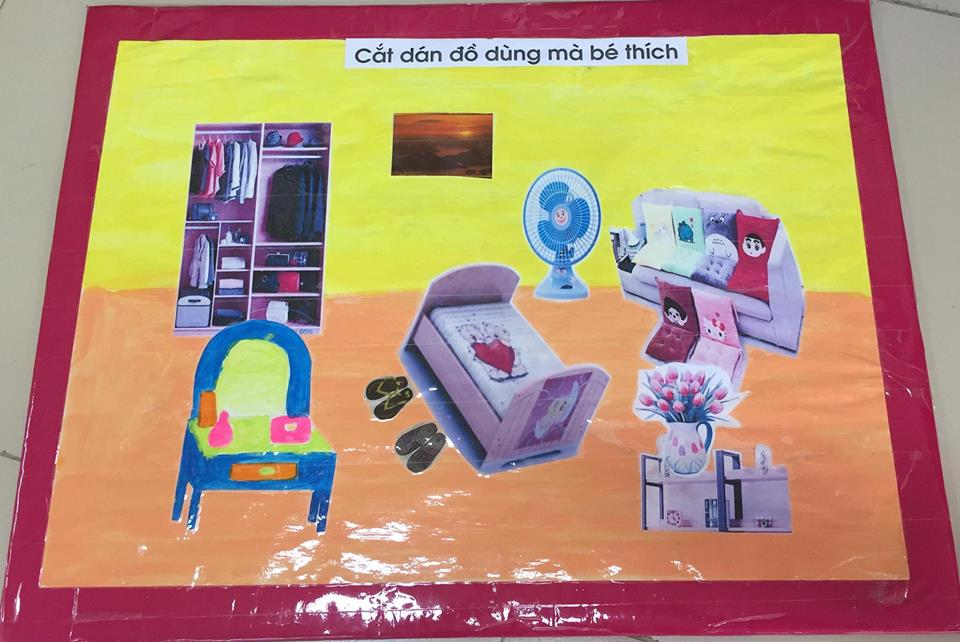 Cắt dán đồ dùng mà bé thích